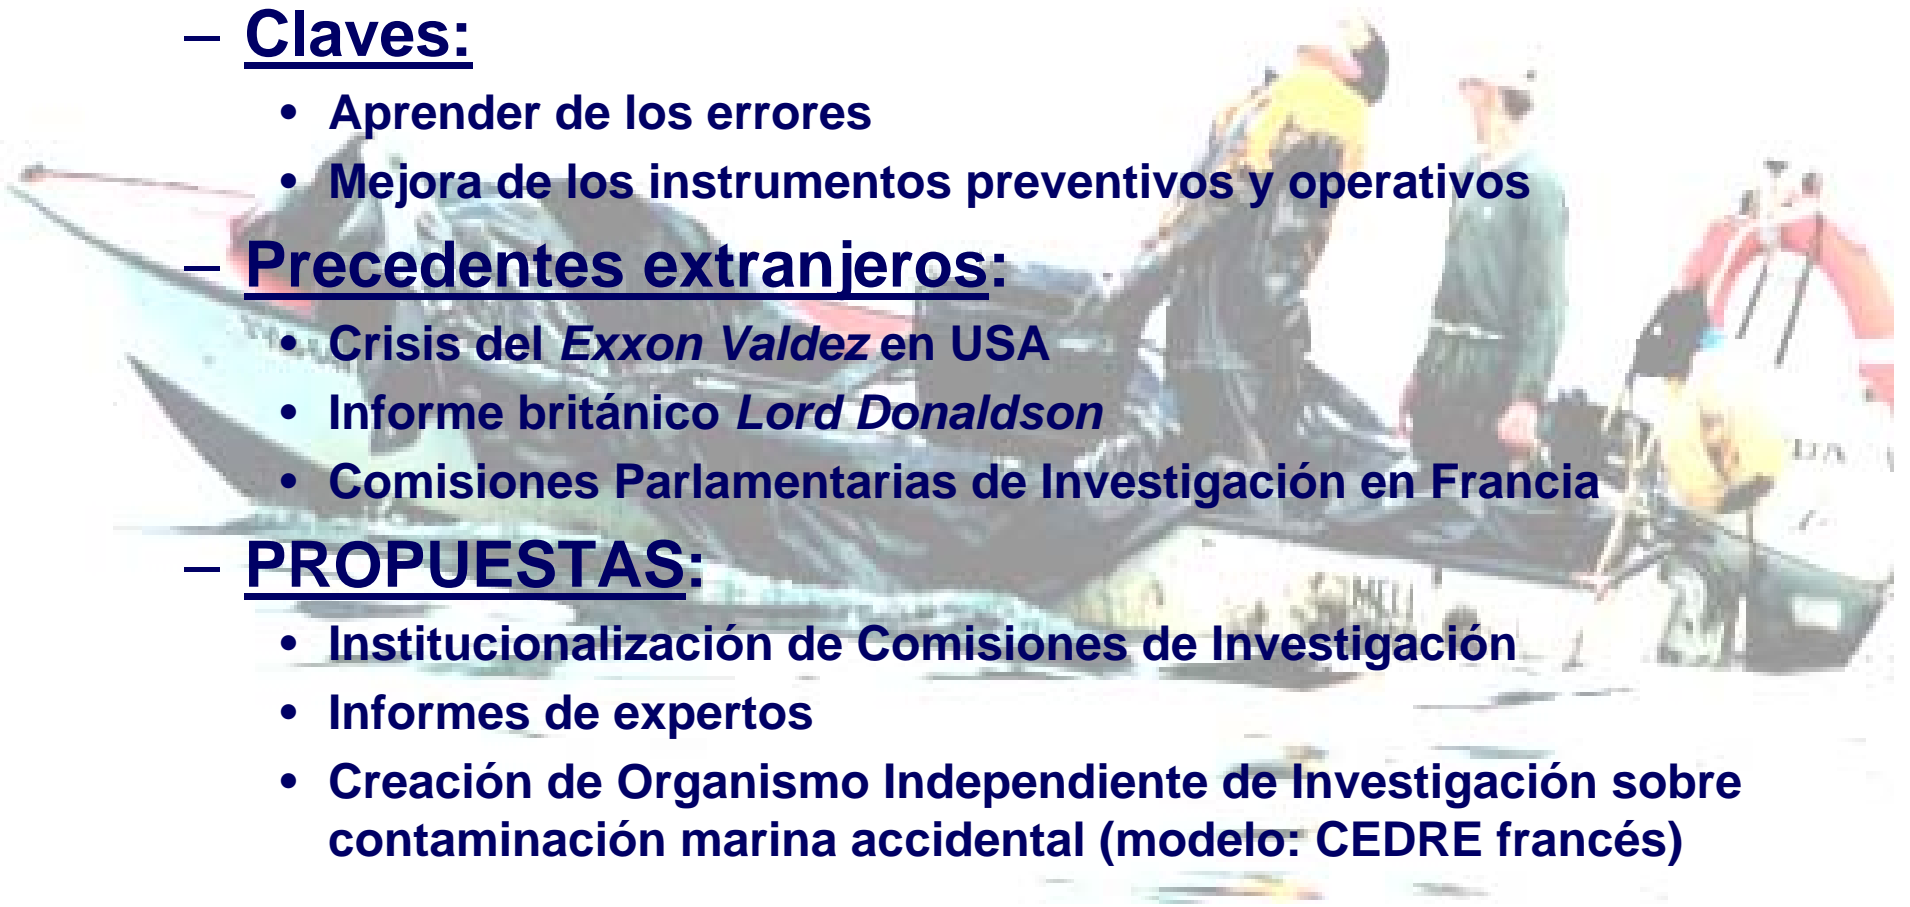 – Claves:
• Aprender de los errores
• Mejora de los instrumentos preventivos y operativos
– Precedentes extranjeros:
• Crisis del Exxon Valdez en USA
• Informe británico Lord Donaldson
• Comisiones Parlamentarias de Investigación en Francia
– PROPUESTAS:
• Institucionalización de Comisiones de Investigación
• Informes de expertos
• Creación de Organismo Independiente de Investigación sobre
contaminación marina accidental (modelo: CEDRE francés)